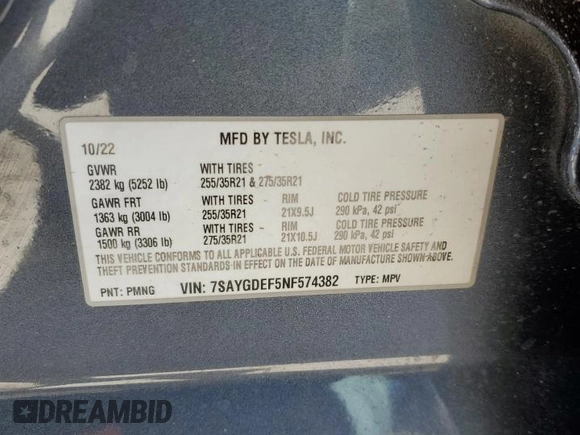 MFD BY TESLA, INC.
10/22
GVWR WITH TIRES
2382 kg (5252 lb) 255/35R21 & 275/35R21
GAWR FRT WITH TIRES RIM COLD TIRE PRESSURE
1363 kg (3004 lb) 255/35R21 21X9.5J 290 kPa, 42 psi
GAWR RR WITH TIRES RIM COLD TIRE PRESSURE
1500 kg (3306 lb) 275/35R21 21X10.5J 290 kPa, 42 psi
THIS VEHICLE CONFORMS TO ALL APPLICABLE U.S. FEDERAL MOTOR VEHICLE SAFETY AND
THEFT PREVENTION STANDARDS IN EFFECT ON THE DATE OF MANUFACTURE SHOWN ABOVE.
PNT: PMNG VIN: 7SAYGDEF5NF574382 TYPE: MPV
DREAMBID